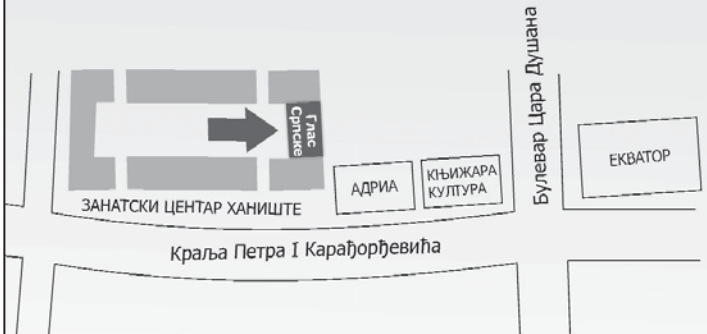 Булевар Цара Душана
Глас
Српске
ЕКВАТОР
АДРИА
КЊИЖАРА
КУЛТУРА
ЗАНАТСКИ ЦЕНТАР ХАНИШТЕ
Краља Петра I Карађорђевића